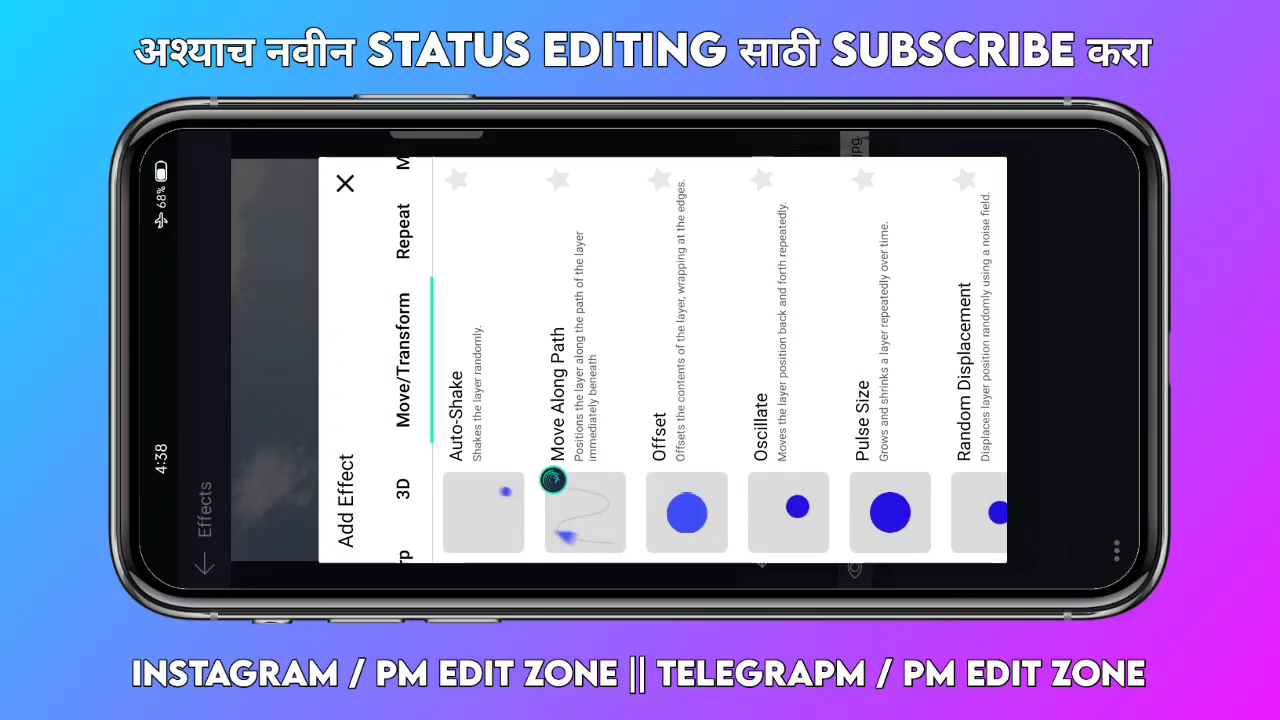 अश्याच नवीन STATUS EDITING साठी SUBSCRIBE करा
4:38
68%
Effects
jpg
Add Effect
rp
3D
Move/Transform
Repeat
M
Auto-Shake
Shakes the layer randomly.
Move Along Path
Positions the layer along the path of the layer
immediately beneath
Offset
Offsets the contents of the layer, wrapping at the edges.
Oscillate
Moves the layer position back and forth repeatedly.
Pulse Size
Grows and shrinks a layer repeatedly over time.
Random Displacement
Displaces layer position randomly using a noise field.
INSTAGRAM / PM EDIT ZONE || TELEGRAPM / PM EDIT ZONE